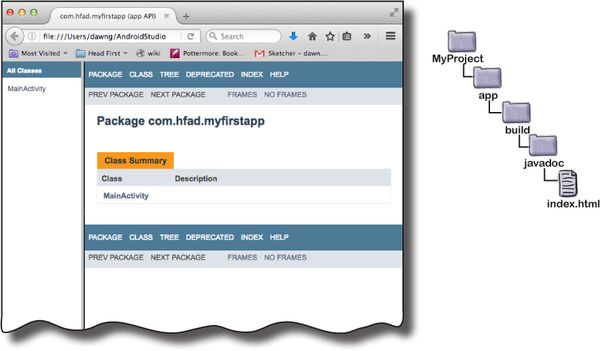 com.hfad.myfirstapp (app API)
file:///Users/dawng/AndroidStudio
Search
Most Visited
Head First
wiki
Pottermore: Book...
Sketcher - dawn....
All Classes
MainActivity
PACKAGE CLASS TREE DEPRECATED INDEX HELP
PREV PACKAGE NEXT PACKAGE FRAMES NO FRAMES
Package com.hfad.myfirstapp
Class Summary
Class Description
MainActivity
PACKAGE CLASS TREE DEPRECATED INDEX HELP
PREV PACKAGE NEXT PACKAGE FRAMES NO FRAMES
MyProject
app
build
javadoc
index.html